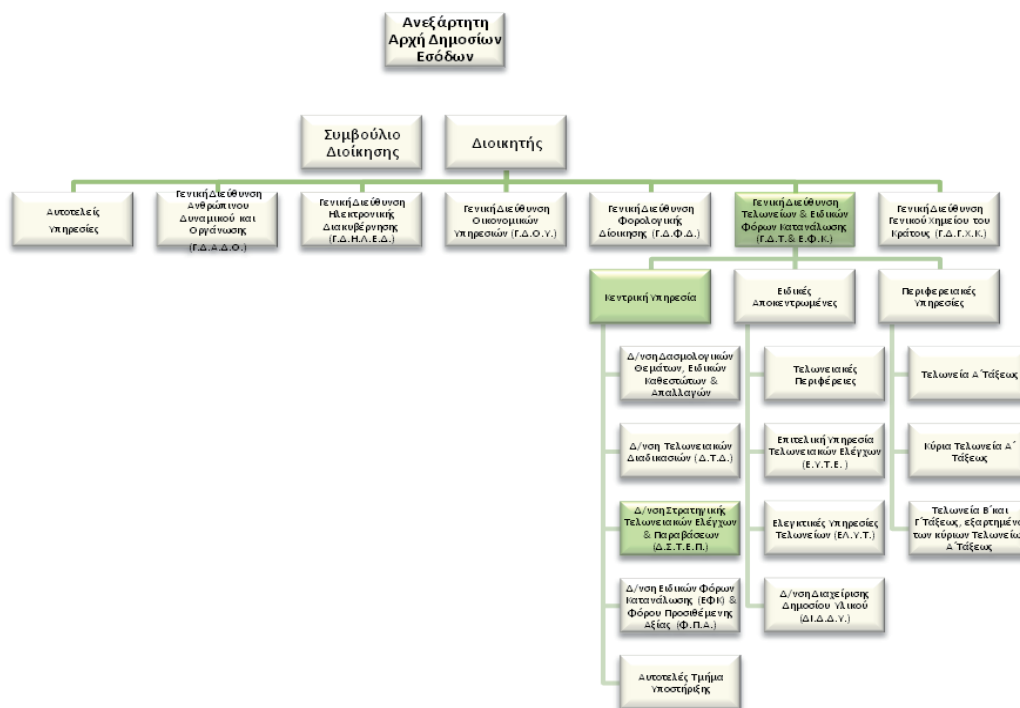 Ανεξάρτητη
Αρχή Δημοσίων
Εσόδων
Συμβούλιο
Διοίκησης
Διοικητής
Αυτοτελείς
Υπηρεσίες
Γενική Διεύθυνση
Ανθρώπινου
Δυναμικού και
Οργάνωσης
(Γ.Δ.Α.Δ.Ο.)
Γενική Διεύθυνση
Ηλεκτρονικής
Διακυβέρνησης
(Γ.Δ.Η.Λ.Ε.Δ.)
Γενική Διεύθυνση
Οικονομικών
Υπηρεσιών (Γ.Δ.Ο.Υ.)
Γενική Διεύθυνση
Φορολογικής
Διοίκησης (Γ.Δ.Φ.Δ.)
Γενική Διεύθυνση
Τελωνείων & Ειδικών
Φόρων Κατανάλωσης
(Γ.Δ.Τ.& Ε.Φ.Κ.)
Γενική Διεύθυνση
Γενικού Χημείου του
Κράτους (Γ.Δ.Γ.Χ.Κ.)
Κεντρική Υπηρεσία
Ειδικές
Αποκεντρωμένες
Περιφερειακές
Υπηρεσίες
Δ/νση Δασμολογικών
Θεμάτων, Ειδικών
Καθεστώτων &
Απαλλαγών
Τελωνειακές
Περιφέρειες
Τελωνεία Α΄Τάξεως
Δ/νση Τελωνειακών
Διαδικασιών (Δ.Τ.Δ.)
Επιτελική Υπηρεσία
Τελωνειακών Ελέγχων
(Ε.Υ.Τ.Ε.)
Κύρια Τελωνεία Α΄
Τάξεως
Δ/νση Στρατηγικής
Τελωνειακών Ελέγχων
& Παραβάσεων
(Δ.Σ.Τ.Ε.Π.)
Ελεγκτικές Υπηρεσίες
Τελωνείων (ΕΛ.Υ.Τ.)
Τελωνεία Β΄και
Γ΄Τάξεως, εξαρτημένα
των κύριων Τελωνείων
Α΄Τάξεως
Δ/νση Ειδικών Φόρων
Κατανάλωσης (ΕΦΚ) &
Φόρου Προστιθέμενης
Αξίας (Φ.Π.Α.)
Δ/νση Διαχείρισης
Δημοσίου Υλικού
(ΔΙ.Δ.Δ.Υ.)
Αυτοτελές Τμήμα
Υποστήριξης